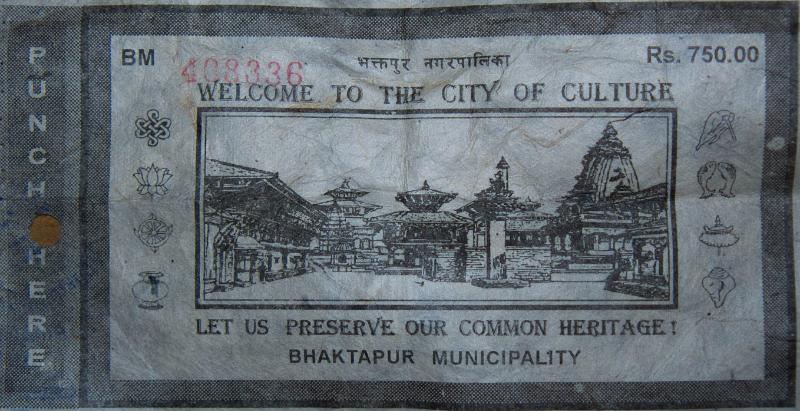 PUNCH HERE
BM 408336 भक्तपुर नगरपालिका Rs. 750.00
WELCOME TO THE CITY OF CULTURE
LET US PRESERVE OUR COMMON HERITAGE!
BHAKTAPUR MUNICIPALITY